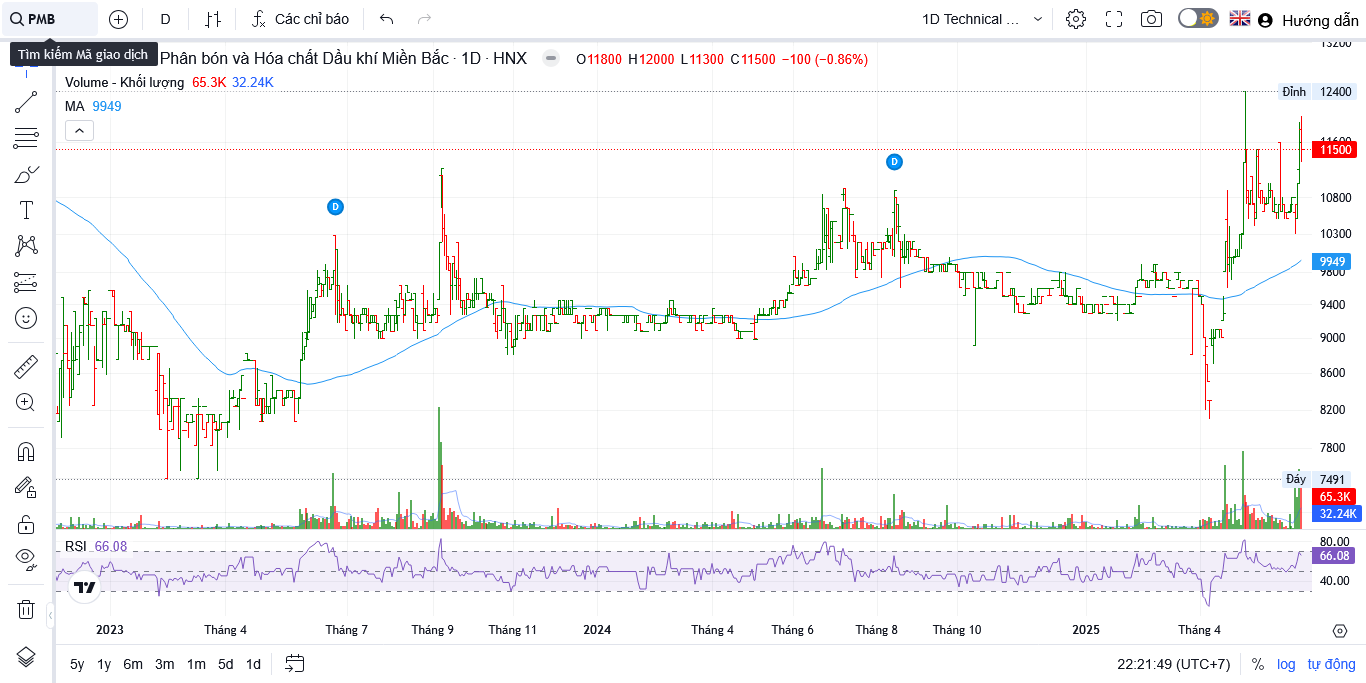 PMB
D
Các chỉ báo
1D Technical ...
Hướng dẫn
Tìm kiếm Mã giao dịch
Phân bón và Hóa chất Dầu khí Miền Bắc · 1D · HNX
O11800 H12000 L11300 C11500 −100 (−0.86%)
Volume - Khối lượng 65.3K 32.24K
MA 9949
13200
Đỉnh 12400
11600
11500
10800
10300
9949
9800
9400
9000
8600
8200
7800
Đáy 7491
65.3K
32.24K
D
D
RSI 66.08
80.00
66.08
40.00
2023 Tháng 4 Tháng 7 Tháng 9 Tháng 11 2024 Tháng 4 Tháng 6 Tháng 8 Tháng 10 2025 Tháng 4
5y 1y 6m 3m 1m 5d 1d
22:21:49 (UTC+7) % log tự động